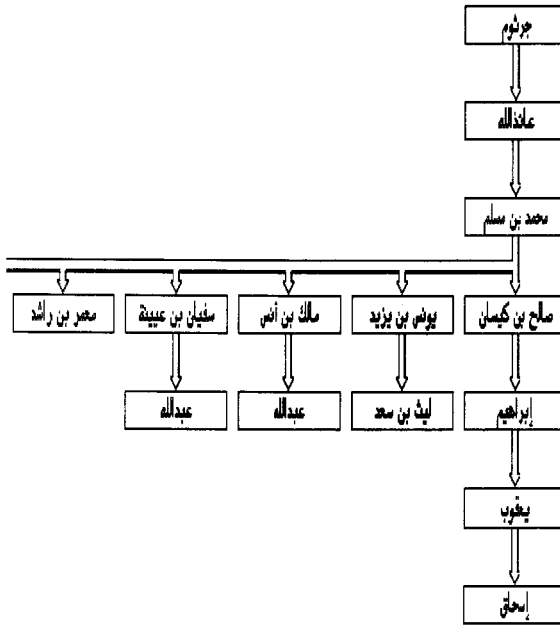 جرثوم
عائذالله
محمد بن مسلم
صالح بن كيسان
يونس بن يزيد
مالك بن أنس
سفيان بن عيينة
معمر بن راشد
إبراهيم
ليث بن سعد
عبدالله
عبدالله
يعقوب
إسحاق